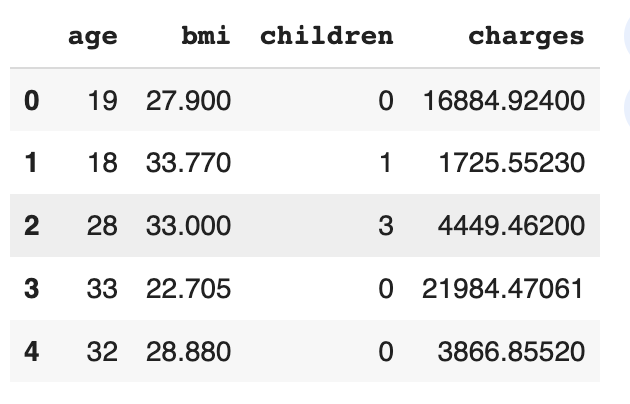 age bmi children charges
0 19 27.900 0 16884.92400
1 18 33.770 1 1725.55230
2 28 33.000 3 4449.46200
3 33 22.705 0 21984.47061
4 32 28.880 0 3866.85520